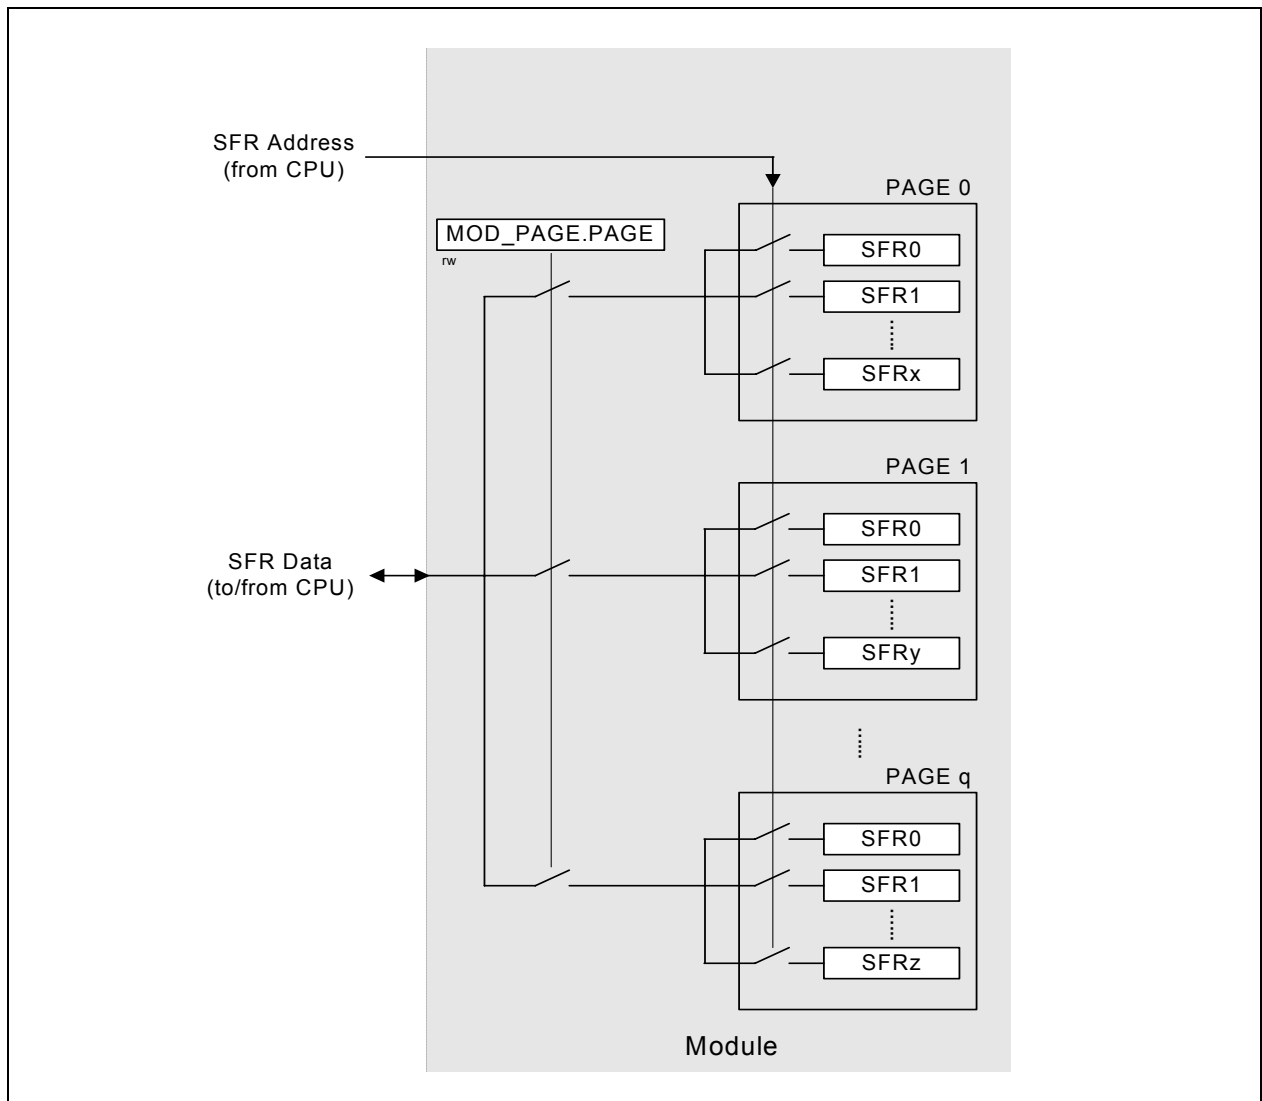 SFR Address
(from CPU)
PAGE 0
MOD_PAGE.PAGE
rw
SFR0
SFR1
SFRx
PAGE 1
SFR0
SFR1
SFRy
SFR Data
(to/from CPU)
PAGE q
SFR0
SFR1
SFRz
Module